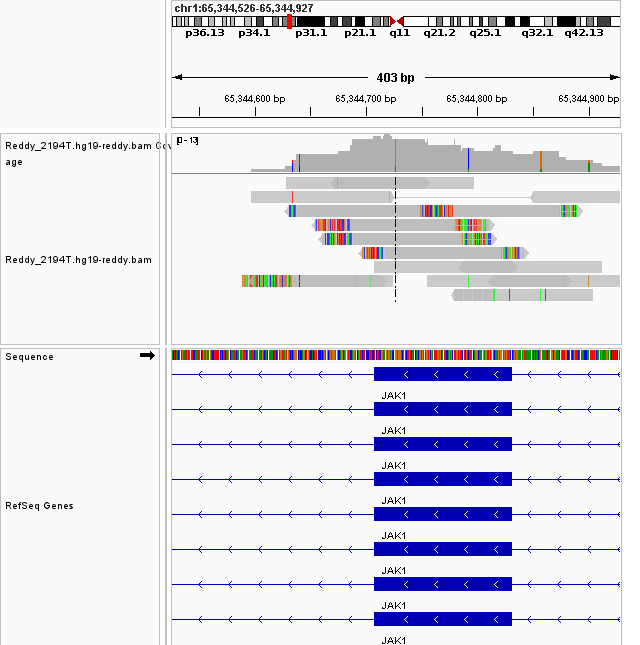 chr1:65,344,526-65,344,927
p36.13 p34.1 p31.1 p21.1 q11 q21.2 q25.1 q32.1 q42.13
403 bp
65,344,600 bp 65,344,700 bp 65,344,800 bp 65,344,900 bp
Reddy_2194T.hg19-reddy.bam Cov
age
[0 - 13]
Reddy_2194T.hg19-reddy.bam
Sequence
JAK1
JAK1
JAK1
JAK1
RefSeq Genes
JAK1
JAK1
JAK1
JAK1